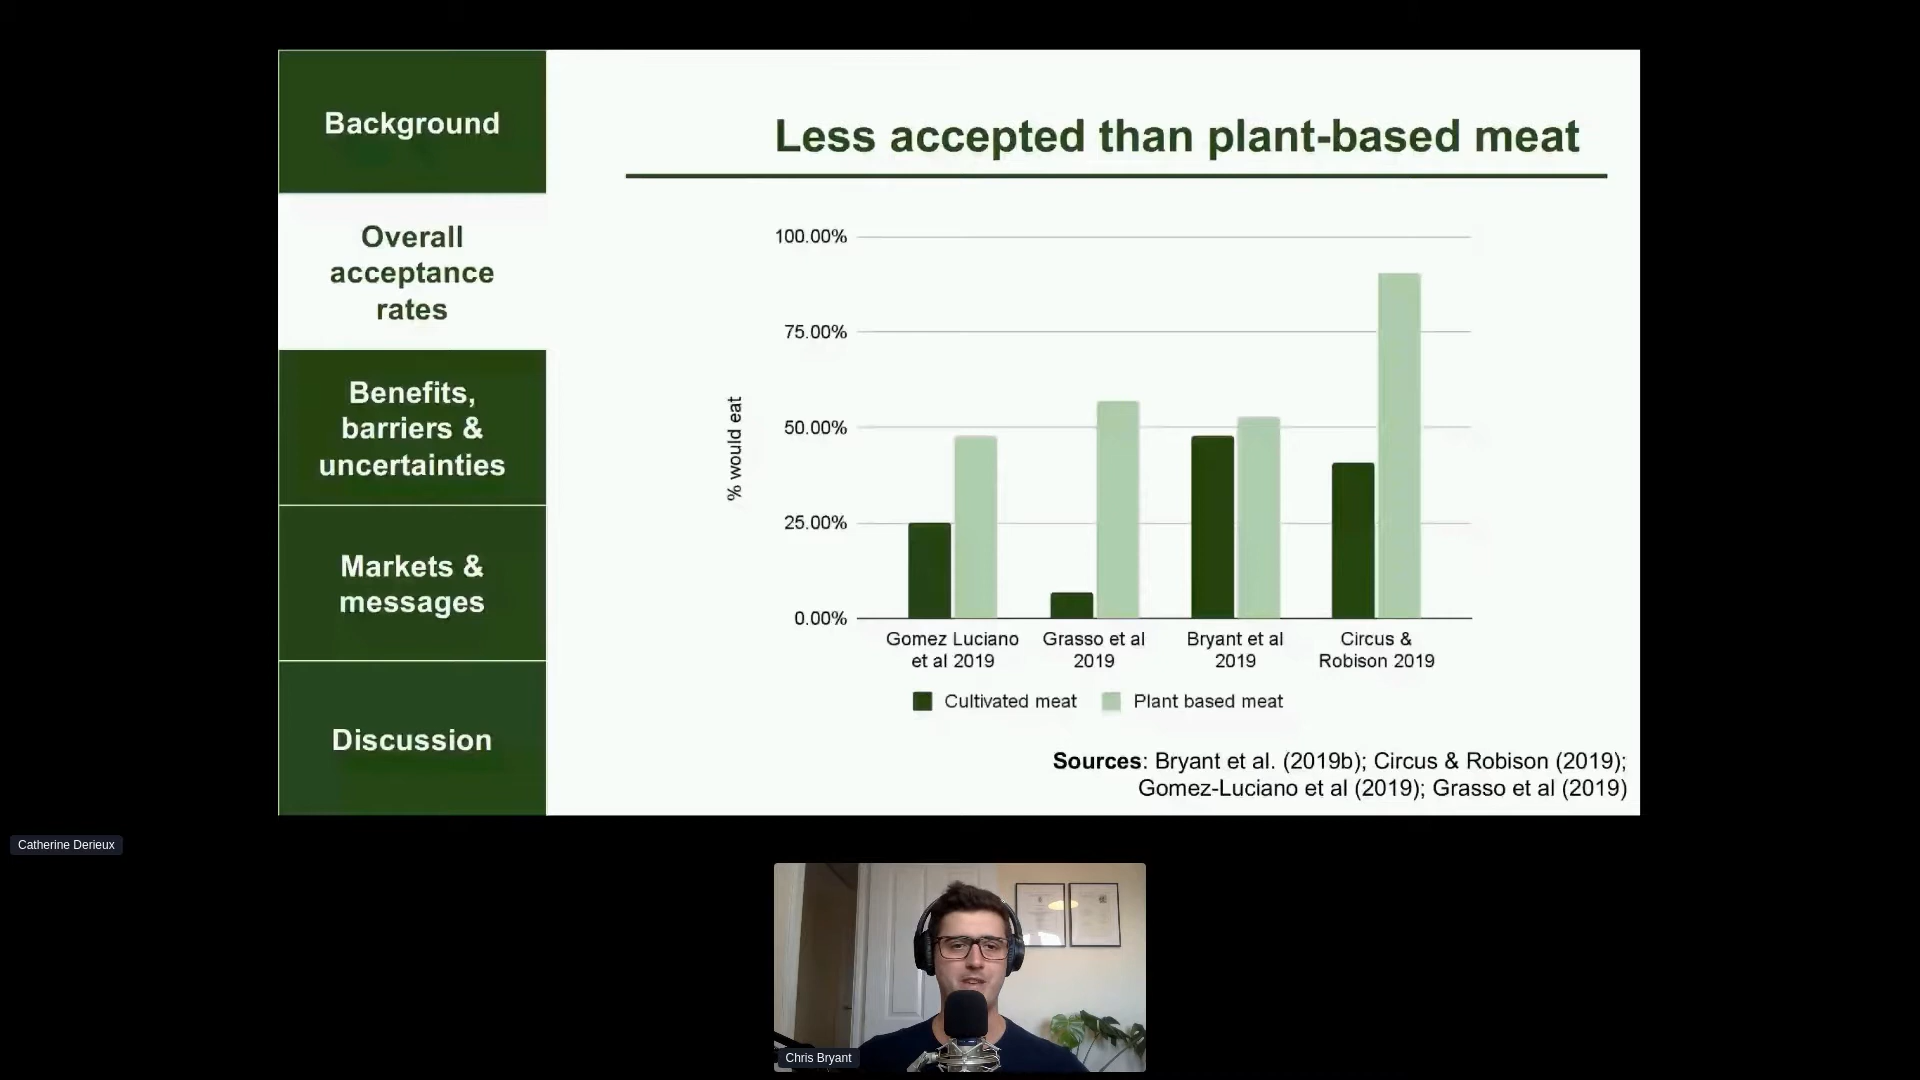 Background
Overall
acceptance
rates
Benefits,
barriers &
uncertainties
Markets &
messages
Discussion
Less accepted than plant-based meat
100.00%
75.00%
50.00%
25.00%
0.00%
% would eat
Gomez Luciano
et al 2019
Grasso et al
2019
Bryant et al
2019
Circus &
Robison 2019
Cultivated meat
Plant based meat
Sources: Bryant et al. (2019b); Circus & Robison (2019);
Gomez-Luciano et al (2019); Grasso et al (2019)
Catherine Derieux
Chris Bryant